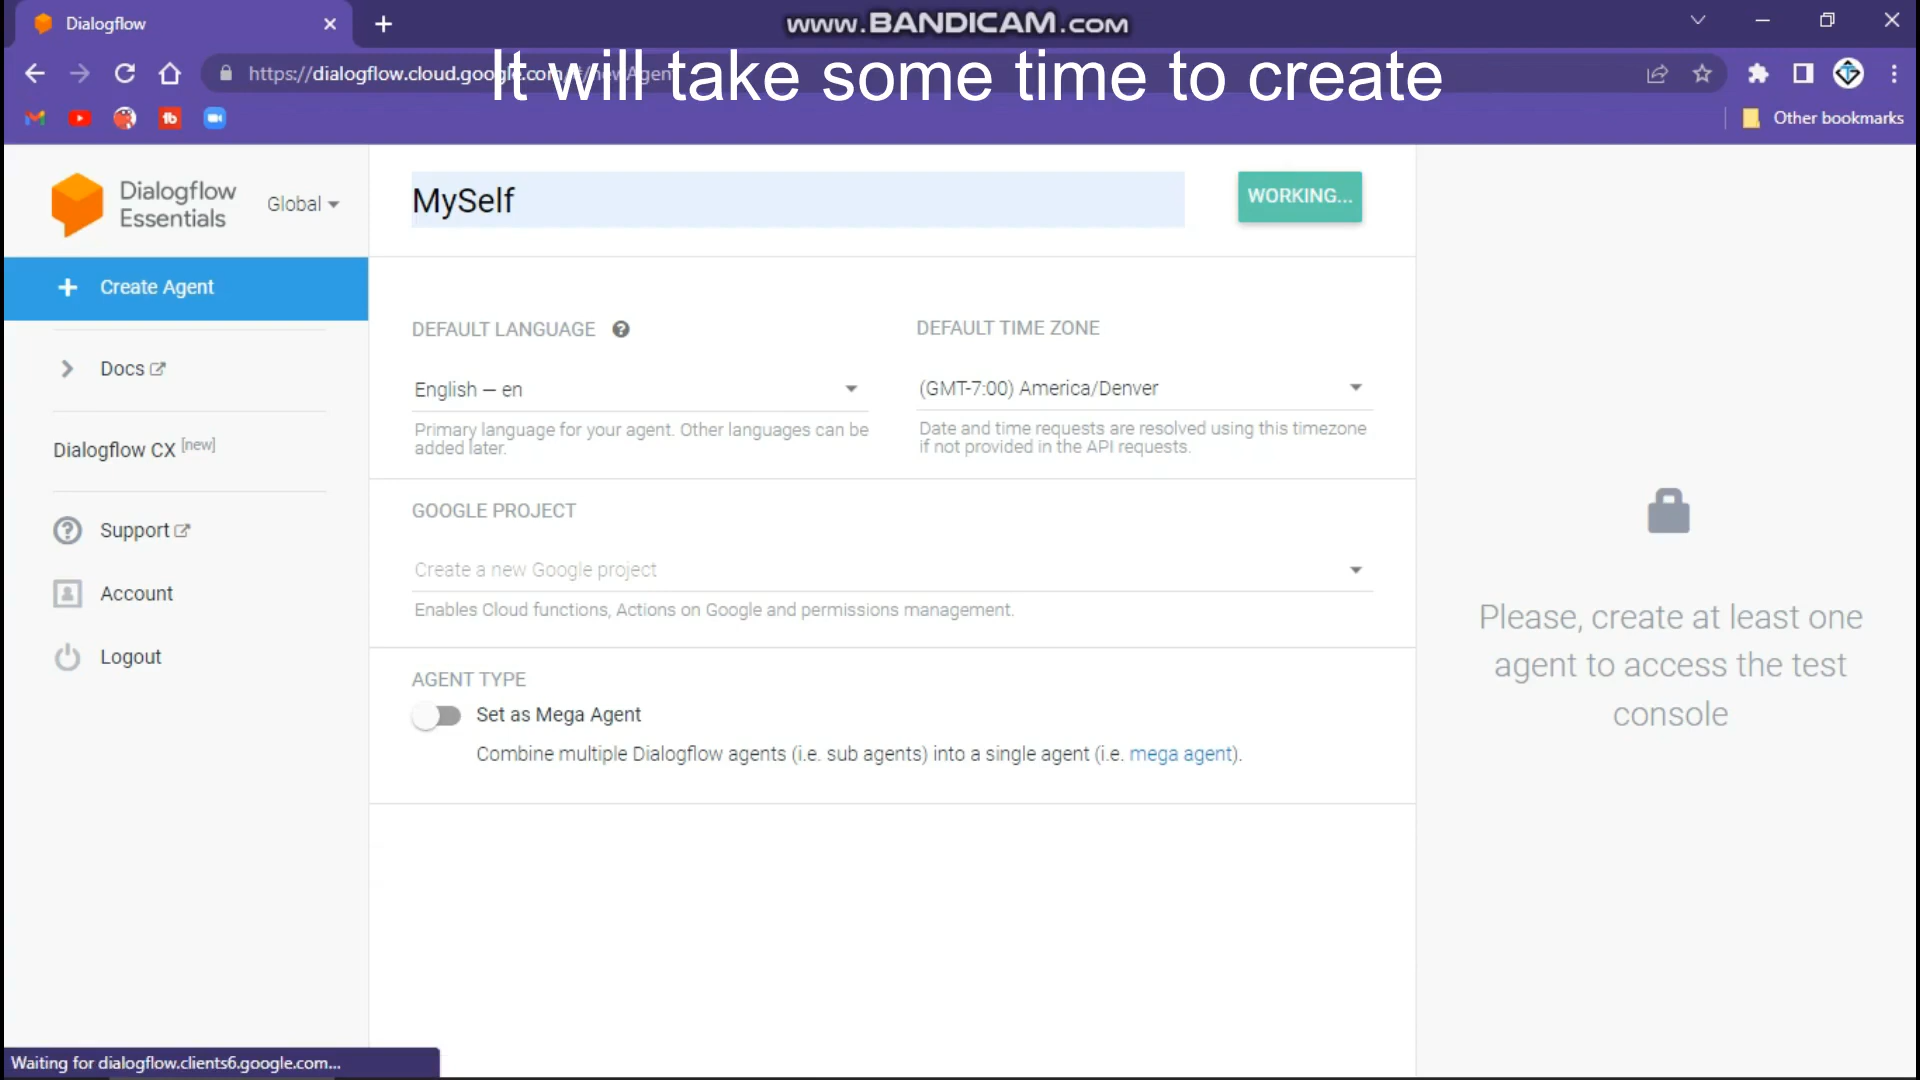 Dialogflow
www.BANDICAM.com
It will take some time to create
https://dialogflow.cloud.google.com
Other bookmarks
Dialogflow
Essentials
Global
MySelf
WORKING...
Create Agent
DEFAULT LANGUAGE
DEFAULT TIME ZONE
Docs
English — en
(GMT-7:00) America/Denver
Primary language for your agent. Other languages can be
added later.
Date and time requests are resolved using this timezone
if not provided in the API requests.
Dialogflow CX [new]
GOOGLE PROJECT
Support
Create a new Google project
Account
Enables Cloud functions, Actions on Google and permissions management.
Logout
AGENT TYPE
Set as Mega Agent
Combine multiple Dialogflow agents (i.e. sub agents) into a single agent (i.e. mega agent).
Please, create at least one
agent to access the test
console
Waiting for dialogflow.clients6.google.com...